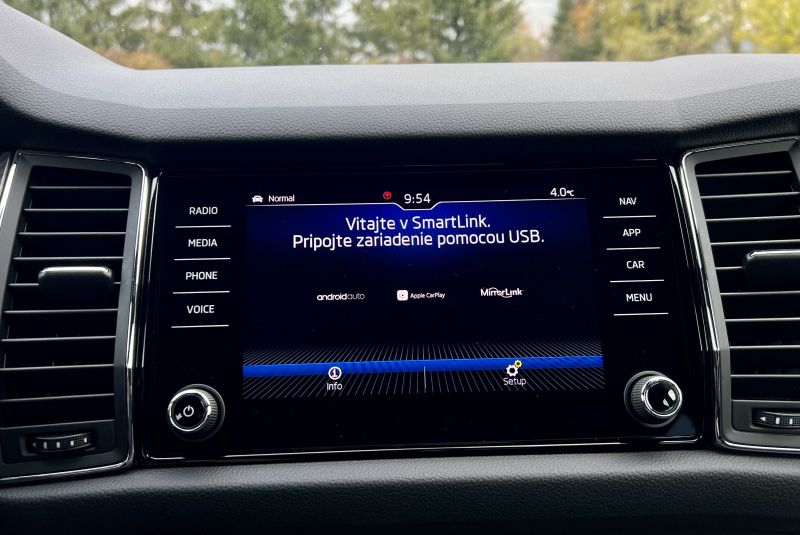 Normal
9:54
4.0°C
RADIO
MEDIA
PHONE
VOICE
Vitajte v SmartLink.
Pripojte zariadenie pomocou USB.
androidauto
Apple CarPlay
MirrorLink
Info
Setup
NAV
APP
CAR
MENU